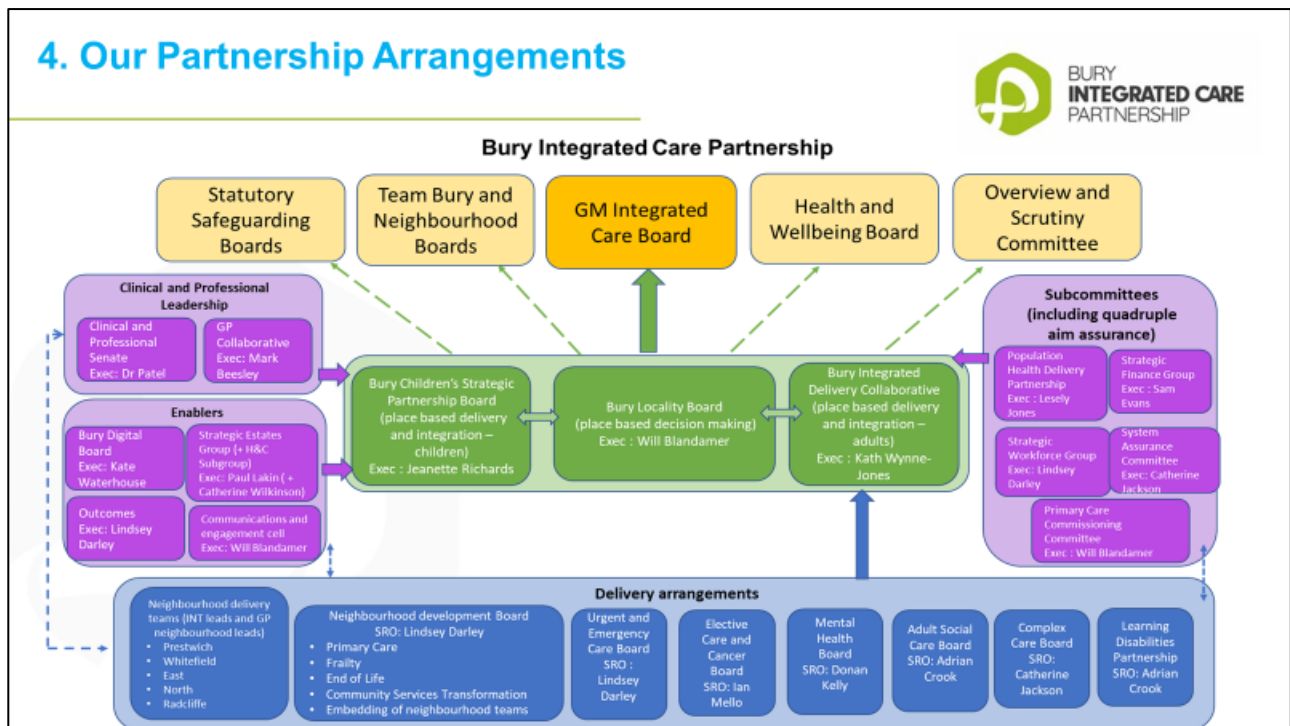 4. Our Partnership Arrangements
BURY
INTEGRATED CARE
PARTNERSHIP
Bury Integrated Care Partnership
Statutory
Safeguarding
Boards
Team Bury and
Neighbourhood
Boards
GM Integrated
Care Board
Health and
Wellbeing Board
Overview and
Scrutiny
Committee
Clinical and Professional
Leadership
Clinical and
Professional
Senate
Exec: Dr Patel
GP
Collaborative
Exec: Mark
Beesley
Enablers
Bury Digital
Board
Exec: Kate
Waterhouse
Strategic Estates
Group (+ H&C
Subgroup)
Exec: Paul Lakin ( +
Catherine Wilkinson)
Outcomes
Exec: Lindsey
Darley
Communications and
engagement cell
Exec: Will Blandamer
Bury Children's Strategic
Partnership Board
(place based delivery
and integration –
children)
Exec : Jeanette Richards
Bury Locality Board
(place based decision making)
Exec : Will Blandamer
Bury Integrated
Delivery Collaborative
(place based delivery
and integration –
adults)
Exec : Kath Wynne-
Jones
Subcommittees
(including quadruple
aim assurance)
Population
Health Delivery
Partnership
Exec : Lesely
Jones
Strategic
Finance Group
Exec : Sam
Evans
Strategic
Workforce Group
Exec: Lindsey
Darley
System
Assurance
Committee
Exec: Catherine
Jackson
Primary Care
Commissioning
Committee
Exec : Will Blandamer
Delivery arrangements
Neighbourhood delivery
teams (INT leads and GP
neighbourhood leads)
• Prestwich
• Whitefield
• East
• North
• Radcliffe
Neighbourhood development Board
SRO: Lindsey Darley
• Primary Care
• Frailty
• End of Life
• Community Services Transformation
• Embedding of neighbourhood teams
Urgent and
Emergency
Care Board
SRO :
Lindsey
Darley
Elective
Care and
Cancer
Board
SRO: Ian
Mello
Mental
Health
Board
SRO: Donan
Kelly
Adult Social
Care Board
SRO: Adrian
Crook
Complex
Care Board
SRO:
Catherine
Jackson
Learning
Disabilities
Partnership
SRO: Adrian
Crook